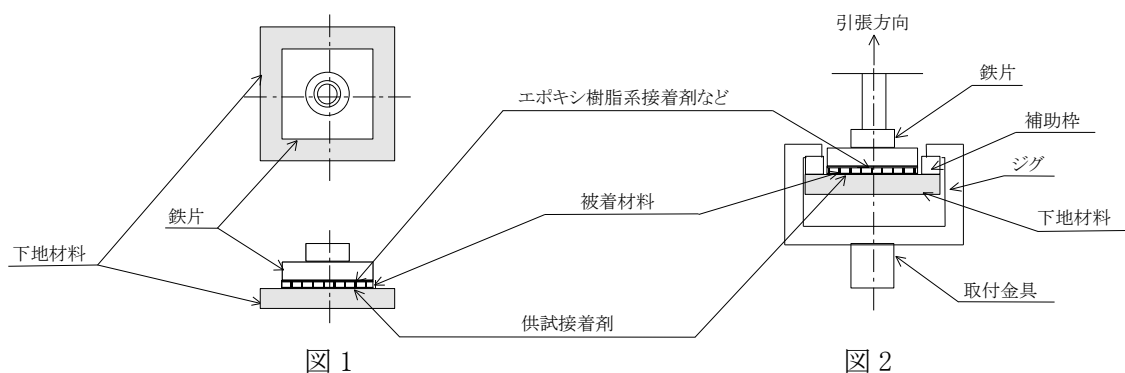 引張方向
鉄片
エポキシ樹脂系接着剤など
補助枠
ジグ
被着材料
鉄片
下地材料
下地材料
取付金具
供試接着剤
図1
図2